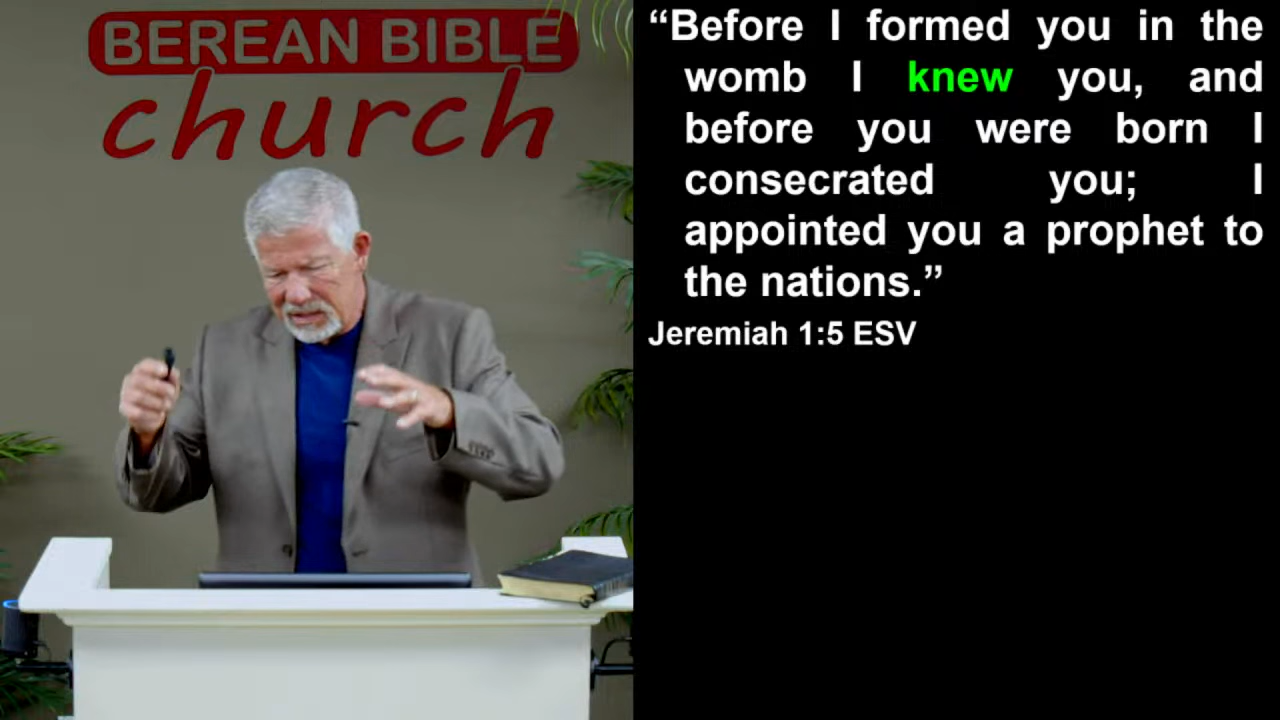 BEREAN BIBLE
church
“Before I formed you in the
womb I knew you, and
before you were born I
consecrated you; I
appointed you a prophet to
the nations.”
Jeremiah 1:5 ESV